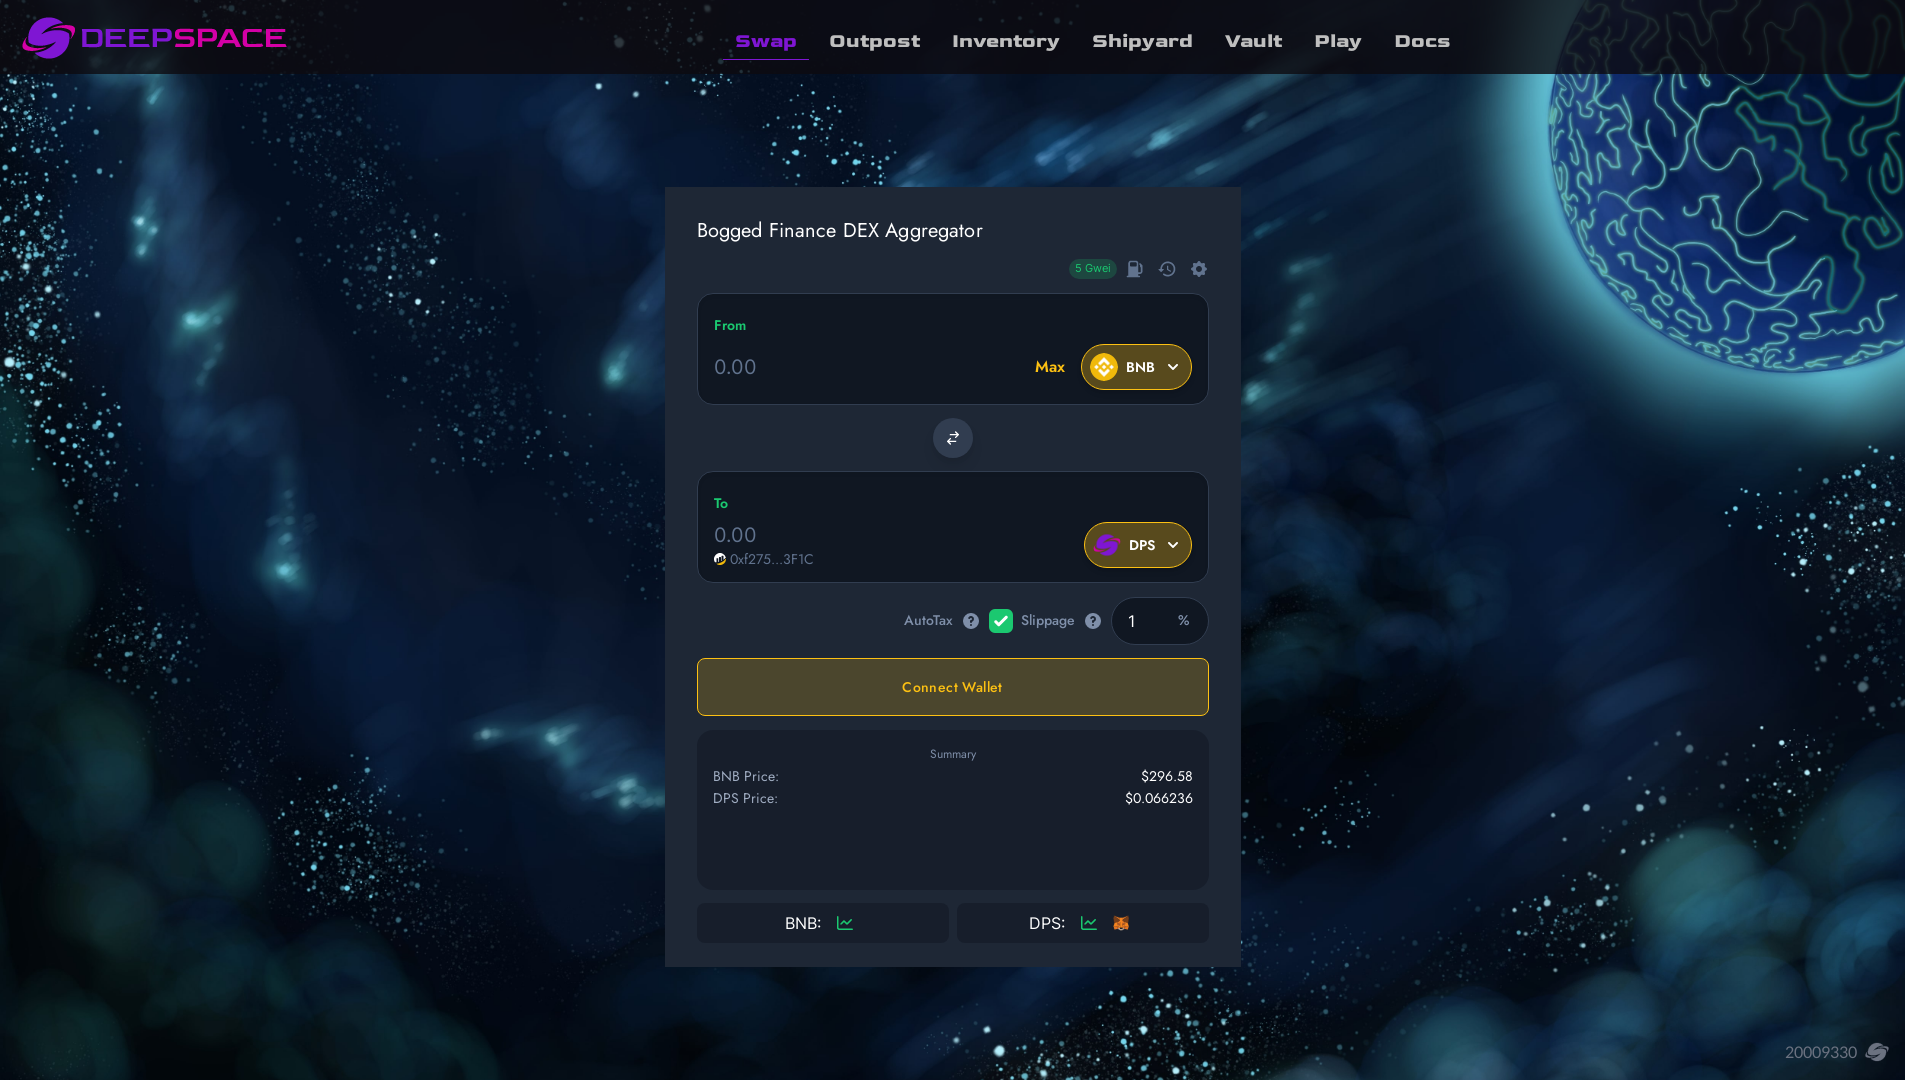 DEEPSPACE
Swap Outpost Inventory Shipyard Vault Play Docs
Bogged Finance DEX Aggregator
5 Gwei
From
0.00 Max BNB
To
0.00 DPS
0xf275...3F1C
AutoTax Slippage 1 %
Connect Wallet
Summary
BNB Price: $296.58
DPS Price: $0.066236
BNB: DPS:
20009330